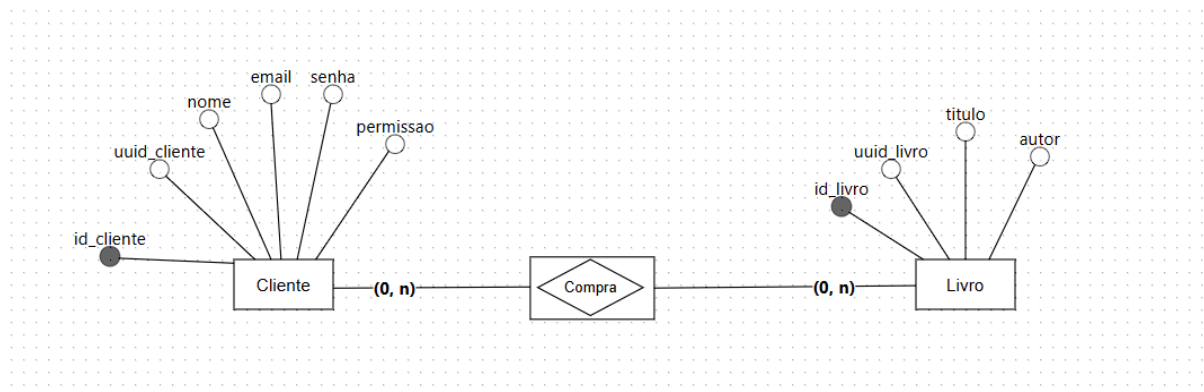 email
senha
nome
permissao
uuid_cliente
id_cliente
Cliente
(0, n)
Compra
(0, n)
titulo
autor
uuid_livro
id_livro
Livro